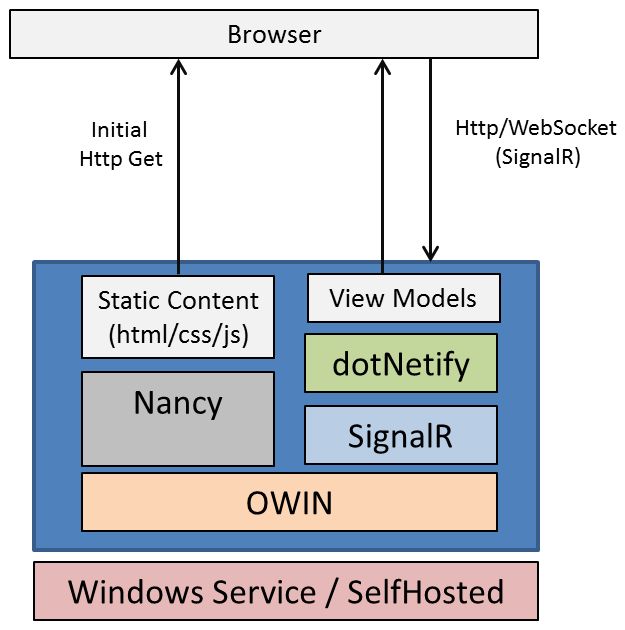 Browser
Initial
Http Get
Http/WebSocket
(SignalR)
Static Content
(html/css/js)
View Models
dotNetify
Nancy
SignalR
OWIN
Windows Service / SelfHosted